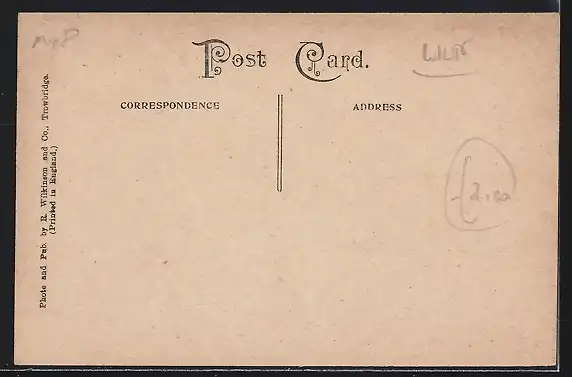 Post Card.
WILTS
CORRESPONDENCE
ADDRESS
Photo and Pub. by R. Wilkinson and Co., Trowbridge.
(Printed in England.)